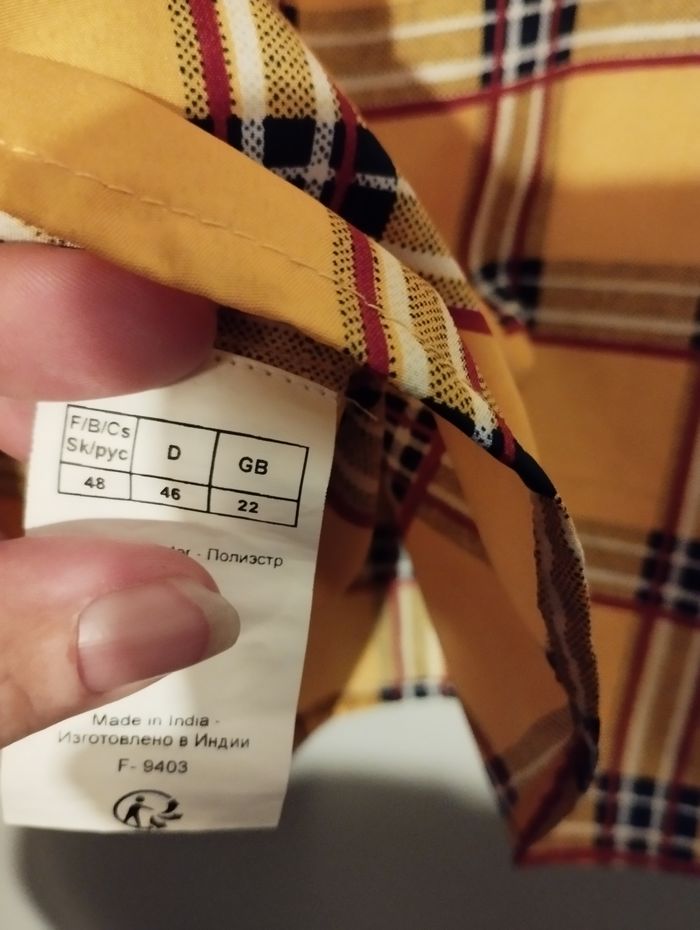 F/B/Cs D GB
Sk/рус
48 46 22
- Полиэстр
Made in India -
Изготовлено в Индии
F- 9403